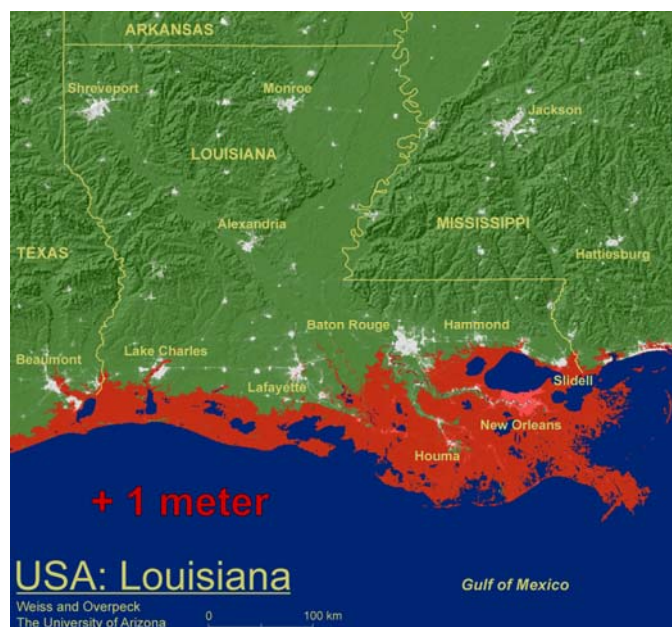 ARKANSAS
Shreveport
Monroe
Jackson
LOUISIANA
Alexandria
MISSISSIPPI
TEXAS
Hattiesburg
Baton Rouge
Hammond
Beaumont
Lake Charles
Lafayette
Slidell
New Orleans
Houma
+ 1 meter
USA: Louisiana
Gulf of Mexico
Weiss and Overpeck
The University of Arizona
0 100 km